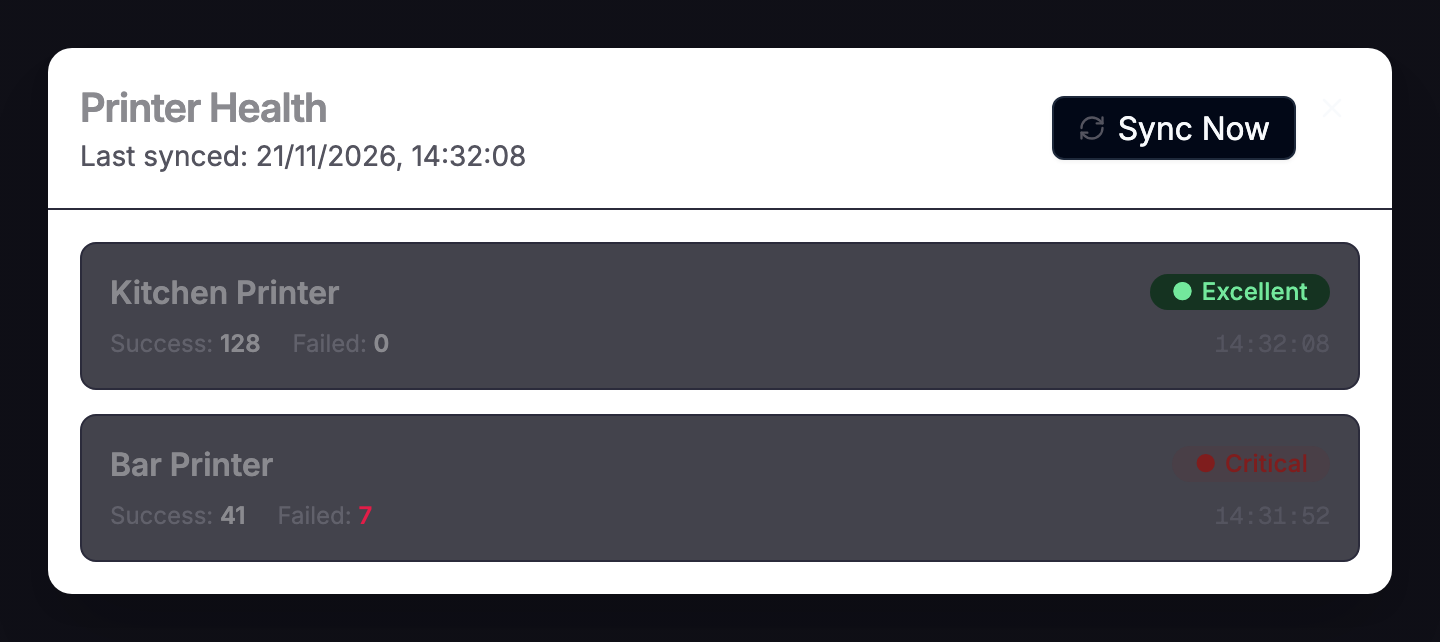 Printer Health
Last synced: 21/11/2026, 14:32:08
Sync Now
Kitchen Printer
Excellent
Success: 128 Failed: 0
14:32:08
Bar Printer
Critical
Success: 41 Failed: 7
14:31:52